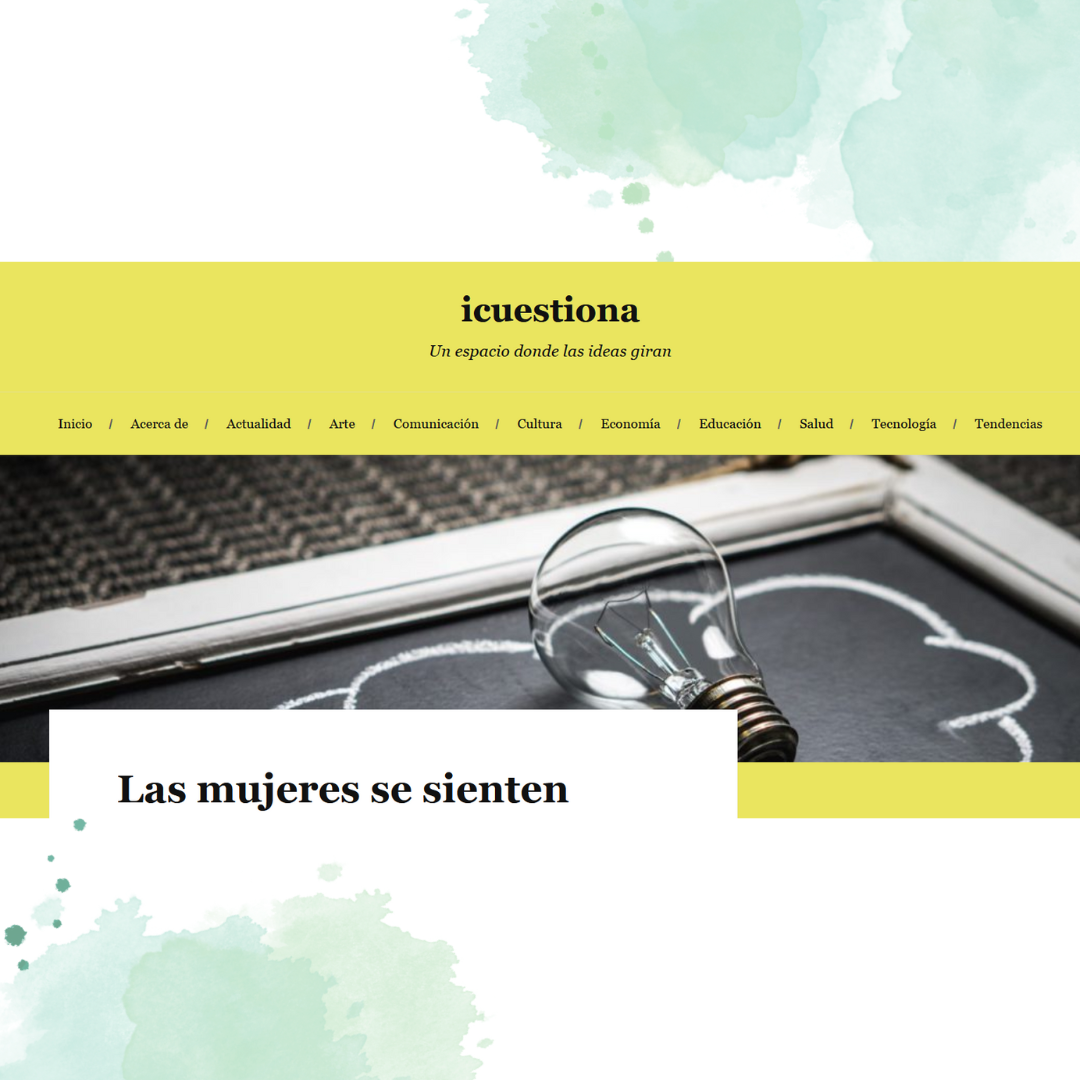 icuestiona
Un espacio donde las ideas giran
Inicio / Acerca de / Actualidad / Arte / Comunicación / Cultura / Economía / Educación / Salud / Tecnología / Tendencias
Las mujeres se sienten